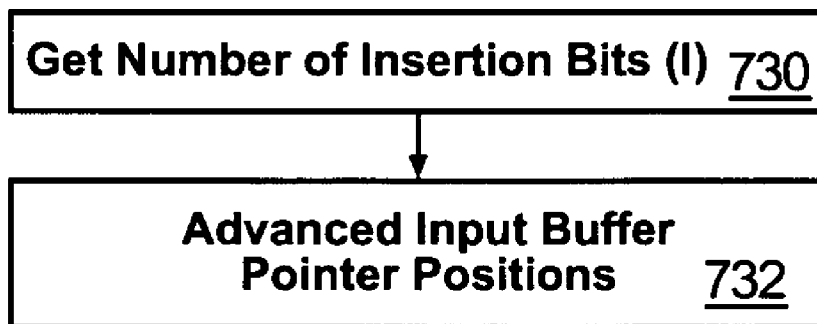 Get Number of Insertion Bits (I) 730
Advanced Input Buffer
Pointer Positions 732